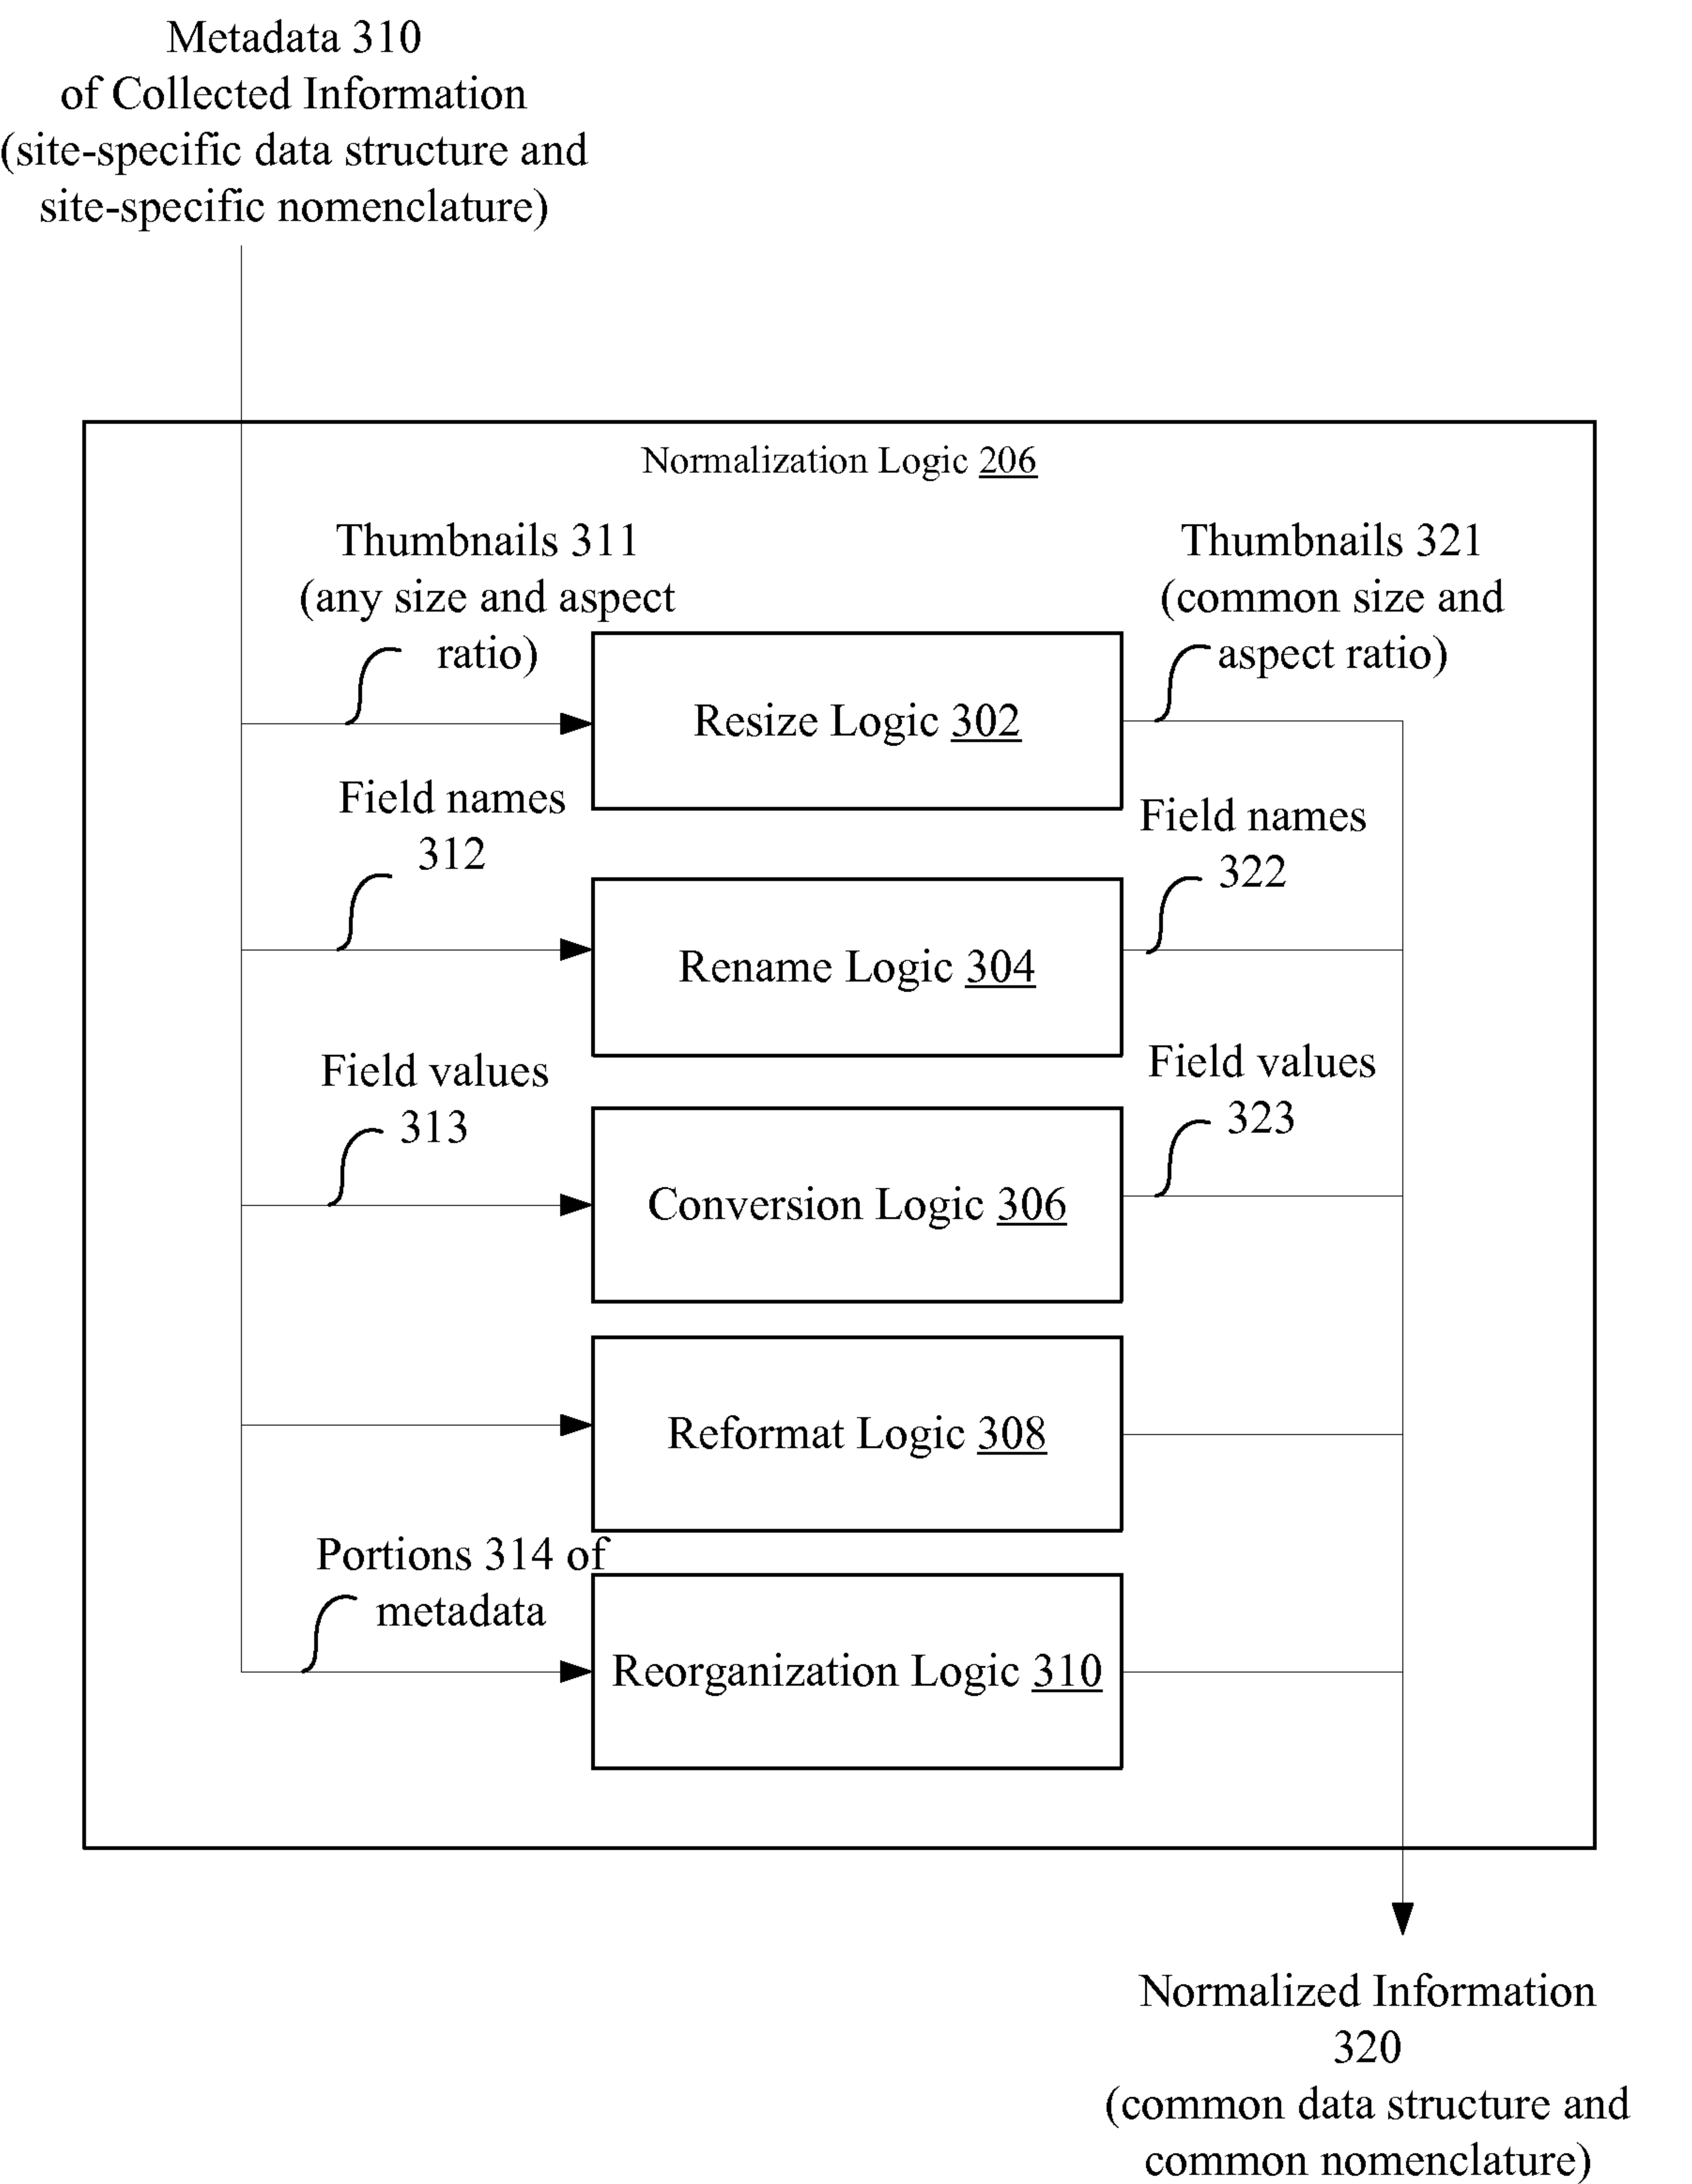 Metadata 310
of Collected Information
(site-specific data structure and
site-specific nomenclature)
Normalization Logic 206
Thumbnails 311
(any size and aspect
ratio)
Thumbnails 321
(common size and
aspect ratio)
Resize Logic 302
Field names
312
Field names
322
Rename Logic 304
Field values
313
Field values
323
Conversion Logic 306
Reformat Logic 308
Portions 314 of
metadata
Reorganization Logic 310
Normalized Information
320
(common data structure and
common nomenclature)